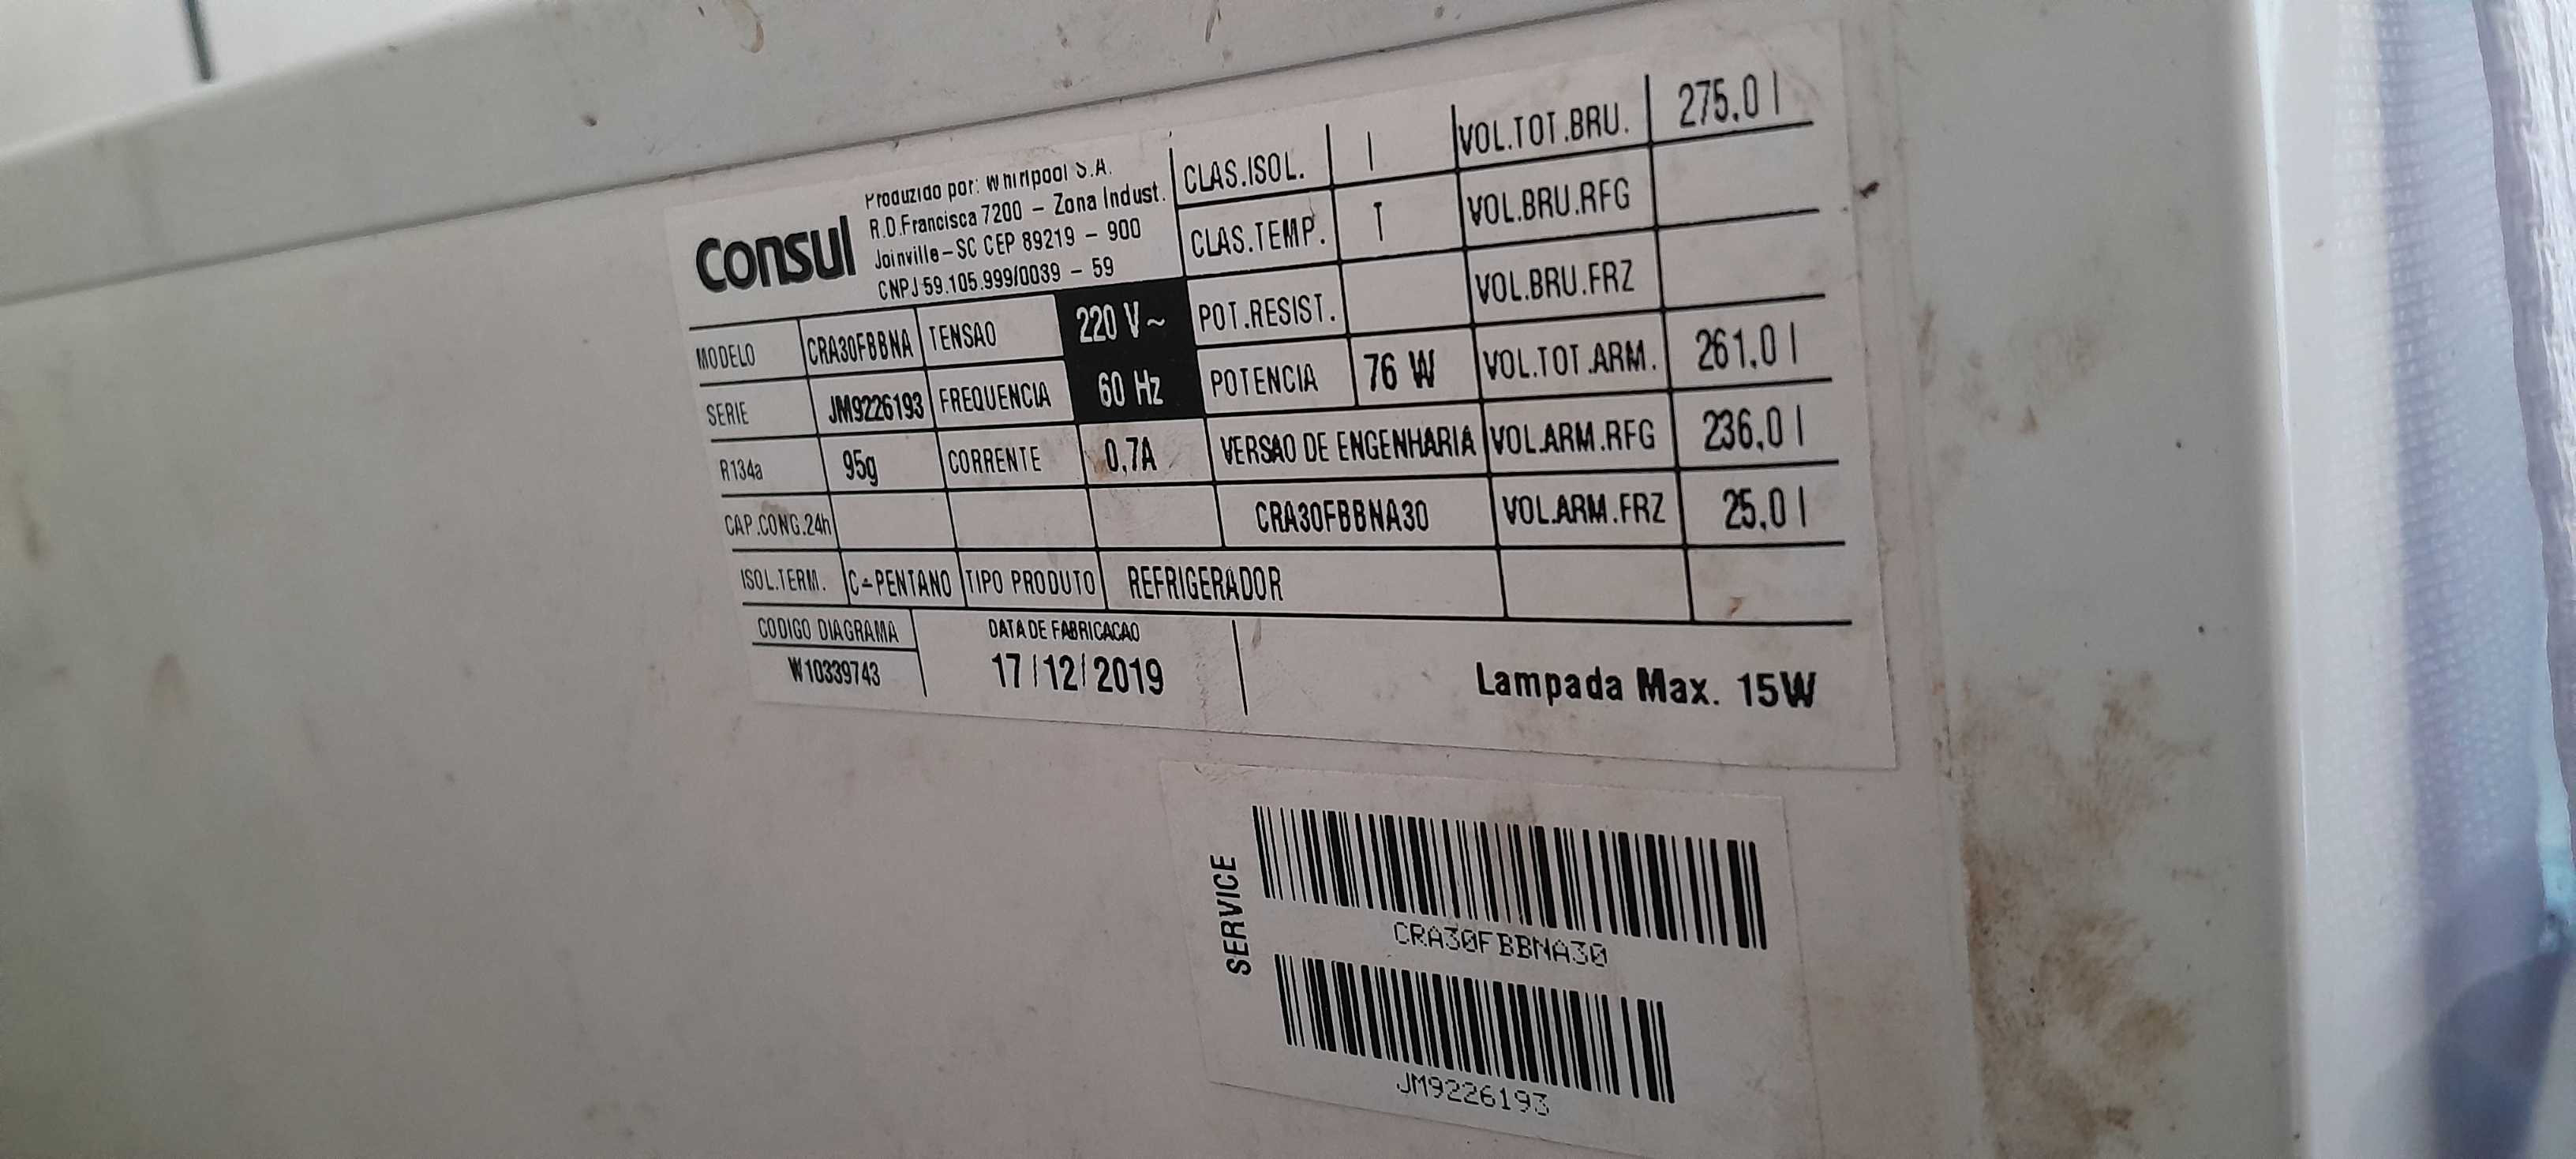 Consul
Produzido por: Whirlpool S.A.
R.D.Francisca 7200 - Zona Indust.
Joinville-SC CEP 89219 - 900
CNPJ 59.105.999/0039 - 59
MODELO CRA30FBBNA TENSAO 220 V~
SERIE JM9226193 FREQUENCIA 60 Hz
R134a 95g CORRENTE 0,7A
CAP.CONG.24h
ISOL.TERM. C-PENTANO TIPO PRODUTO REFRIGERADOR
CLAS.ISOL. I VOL.TOT.BRU. 275,0 l
CLAS.TEMP. T VOL.BRU.RFG
POT.RESIST. VOL.BRU.FRZ
POTENCIA 76 W VOL.TOT.ARM. 261,0 l
VERSAO DE ENGENHARIA VOL.ARM.RFG 236,0 l
CRA30FBBNA30 VOL.ARM.FRZ 25,0 l
CODIGO DIAGRAMA
W10339743
DATA DE FABRICACAO
17/12/2019
Lampada Max. 15W
SERVICE
CRA30FBBNA30
JM9226193